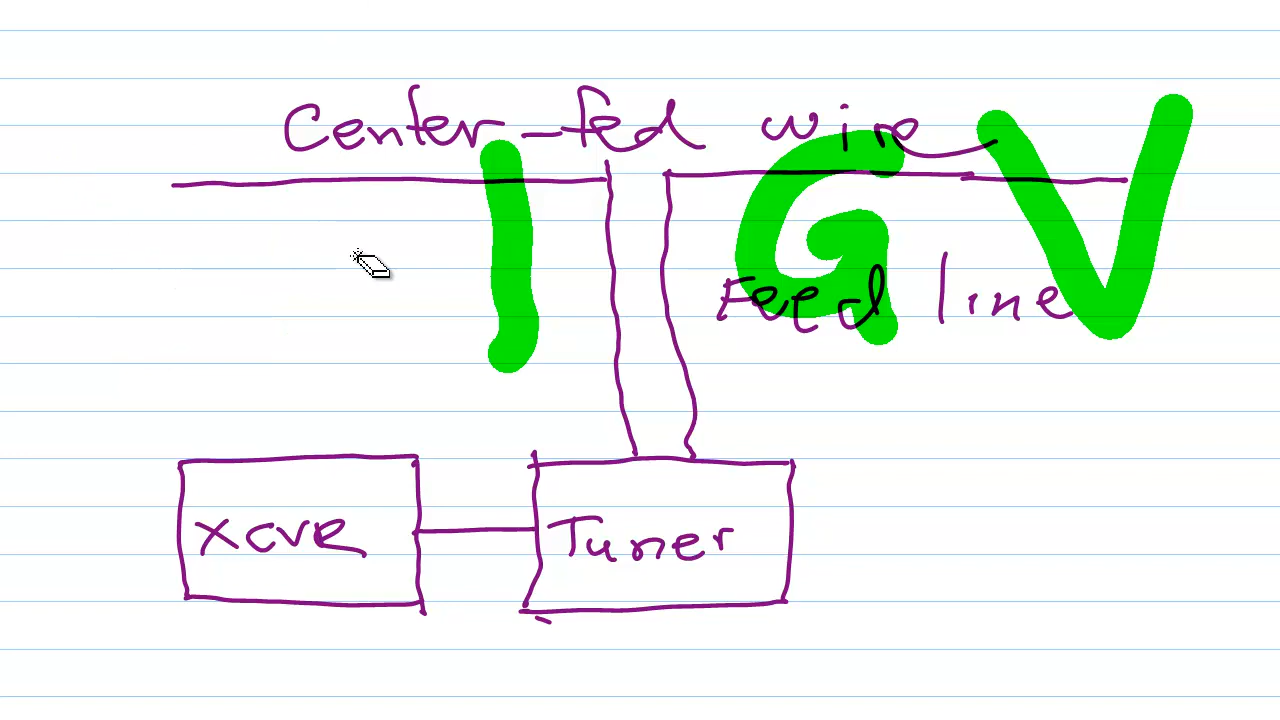 Center-fed wire
I G V
Feed line
XCVR
Tuner